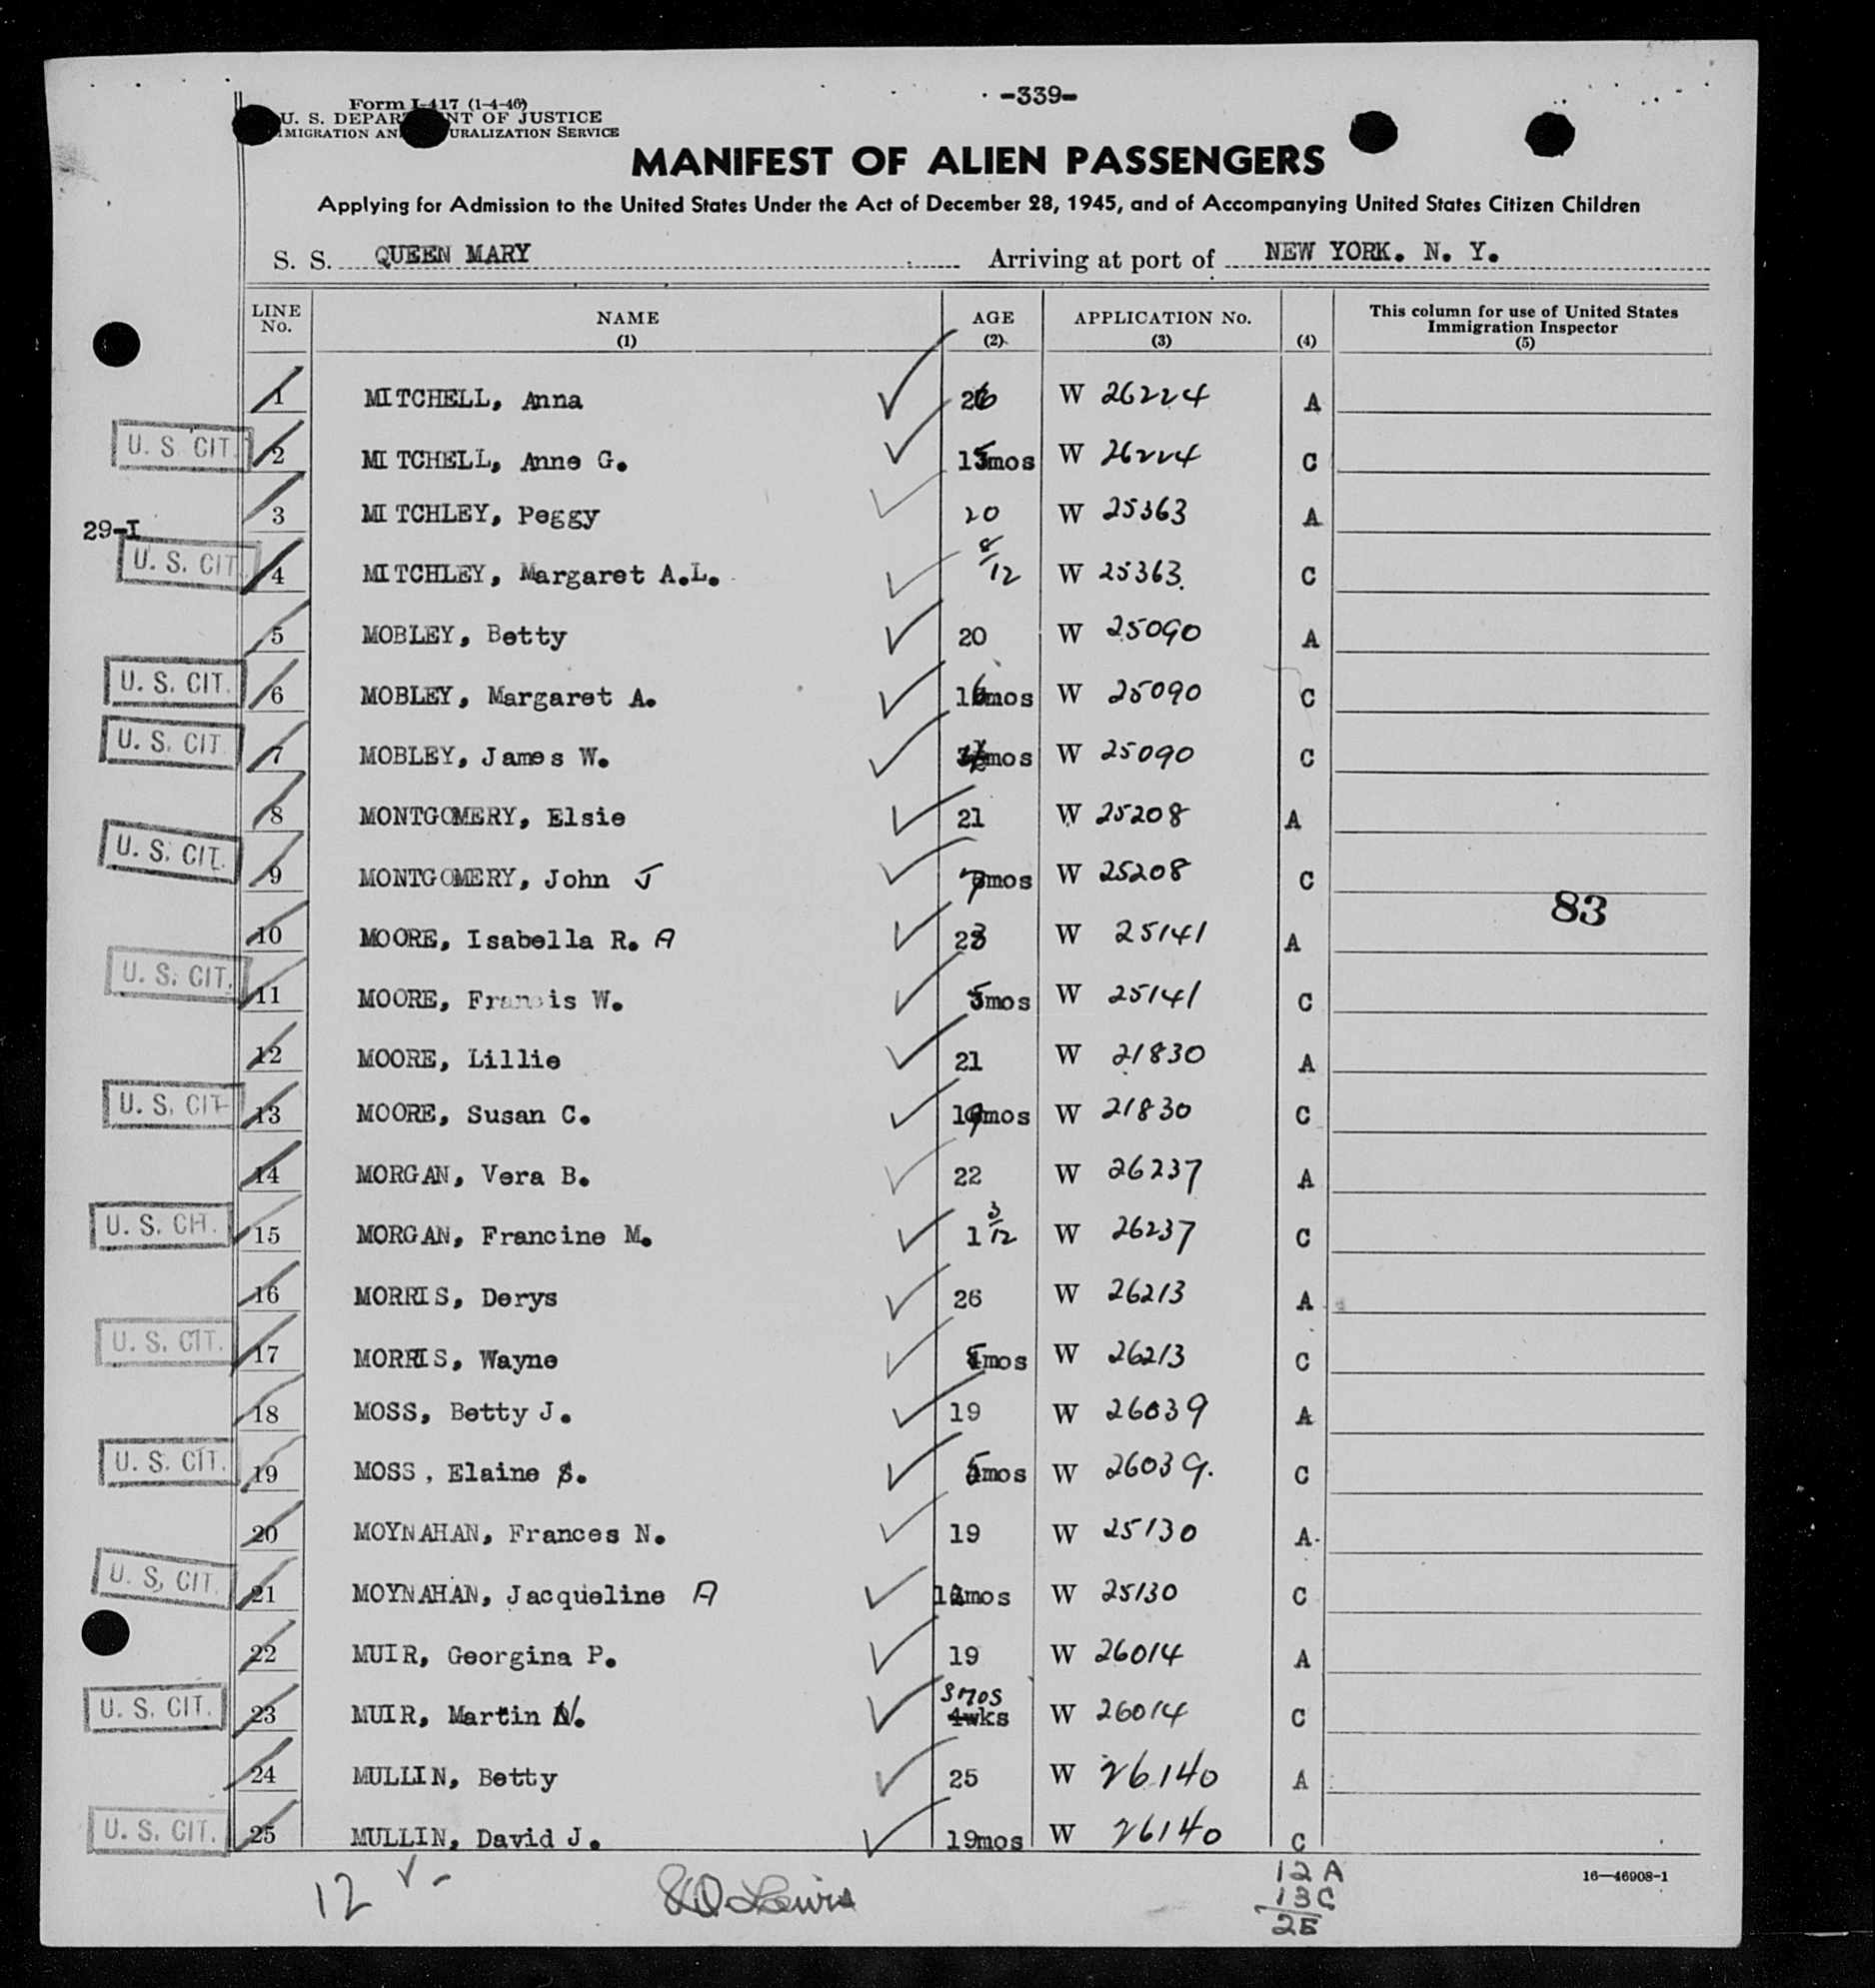 -339-
Form I-417 (1-4-46)
U. S. DEPARTMENT OF JUSTICE
IMMIGRATION AND NATURALIZATION SERVICE
MANIFEST OF ALIEN PASSENGERS
Applying for Admission to the United States Under the Act of December 28, 1945, and of Accompanying United States Citizen Children
S. S. QUEEN MARY Arriving at port of NEW YORK. N. Y.
LINE No. NAME (1) AGE (2) APPLICATION No. (3) (4) This column for use of United States Immigration Inspector (5)
1 MITCHELL, Anna 26 W 26224 A
U. S. CIT. 2 MITCHELL, Anne G. 15mos W 26224 C
3 MITCHLEY, Peggy 20 W 25363 A
29-I
U. S. CIT. 4 MITCHLEY, Margaret A.L. 8/12 W 25363. C
5 MOBLEY, Betty 20 W 25090 A
U. S. CIT. 6 MOBLEY, Margaret A. 16mos W 25090 C
U. S. CIT. 7 MOBLEY, James W. mos W 25090 C
8 MONTGOMERY, Elsie 21 W 25208 A
U. S. CIT. 9 MONTGOMERY, John J 7mos W 25208 C
83
10 MOORE, Isabella R. A 23 W 25141 A
U. S. CIT. 11 MOORE, Francis W. 5mos W 25141 C
12 MOORE, Lillie 21 W 21830 A
U. S. CIT. 13 MOORE, Susan C. 19mos W 21830 C
14 MORGAN, Vera B. 22 W 26237 A
U. S. CIT. 15 MORGAN, Francine M. 1 3/12 W 26237 C
16 MORRIS, Derys 26 W 26213 A
U. S. CIT. 17 MORRIS, Wayne 5mos W 26213 C
18 MOSS, Betty J. 19 W 26039 A
U. S. CIT. 19 MOSS, Elaine S. 5mos W 26039. C
20 MOYNAHAN, Frances N. 19 W 25130 A
U. S. CIT. 21 MOYNAHAN, Jacqueline A mos W 25130 C
22 MUIR, Georgina P. 19 W 26014 A
U. S. CIT. 23 MUIR, Martin N. 3mos 4wks W 26014 C
24 MULLIN, Betty 25 W 26140 A
U. S. CIT. 25 MULLIN, David J. 19mos W 26140 C
12 Lewis 12 A
13 C
25
16—46908-1